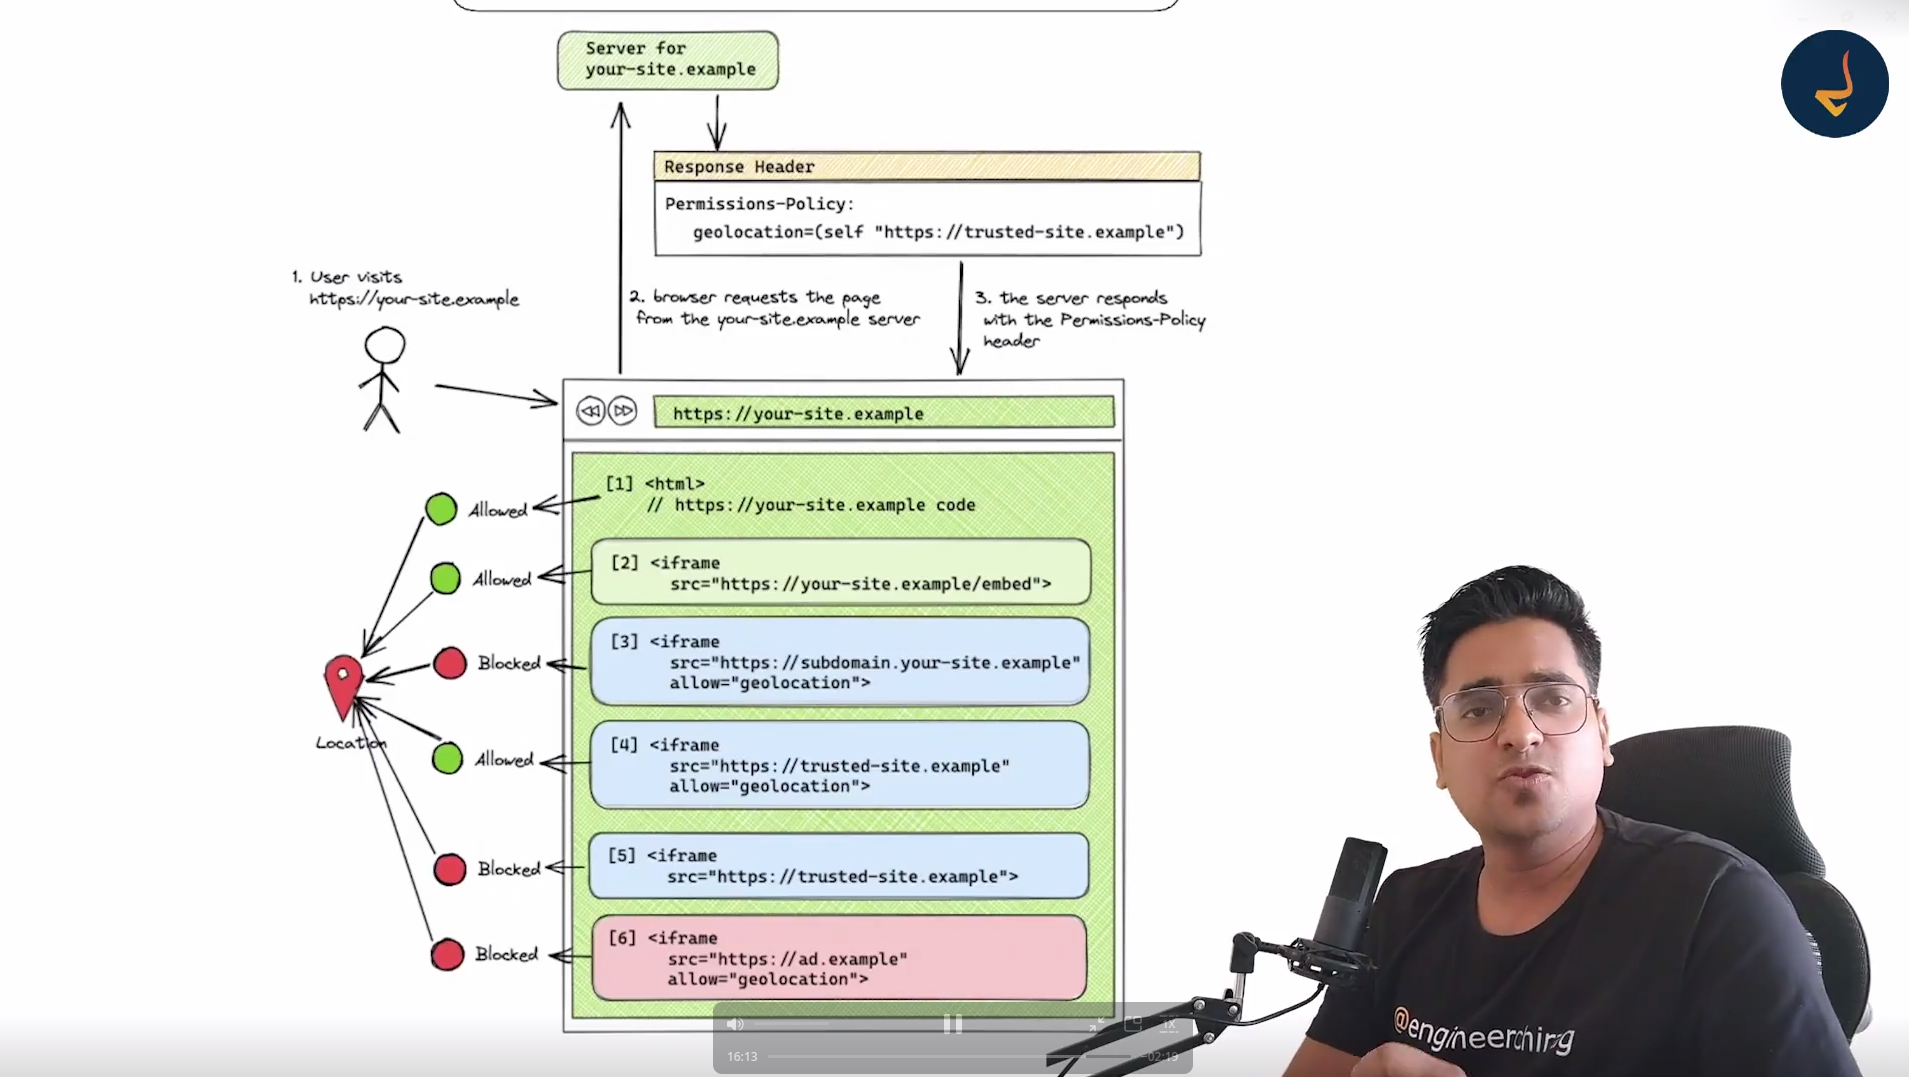 Server for
your-site.example
Response Header
Permissions-Policy:
geolocation=(self "https://trusted-site.example")
1. User visits
https://your-site.example
2. browser requests the page
from the your-site.example server
3. the server responds
with the Permissions-Policy
header
https://your-site.example
[1] <html>
// https://your-site.example code
Allowed
[2] <iframe
src="https://your-site.example/embed">
Allowed
[3] <iframe
src="https://subdomain.your-site.example"
allow="geolocation">
Blocked
[4] <iframe
src="https://trusted-site.example"
allow="geolocation">
Allowed
Location
[5] <iframe
src="https://trusted-site.example">
Blocked
[6] <iframe
src="https://ad.example"
allow="geolocation">
Blocked
1x
16:13
-02:19